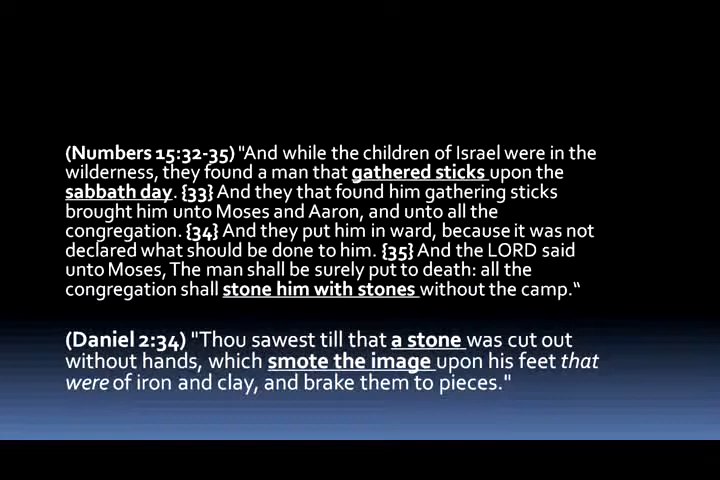 (Numbers 15:32-35) "And while the children of Israel were in the
wilderness, they found a man that gathered sticks upon the
sabbath day. {33} And they that found him gathering sticks
brought him unto Moses and Aaron, and unto all the
congregation. {34} And they put him in ward, because it was not
declared what should be done to him. {35} And the LORD said
unto Moses, The man shall be surely put to death: all the
congregation shall stone him with stones without the camp.“
(Daniel 2:34) "Thou sawest till that a stone was cut out
without hands, which smote the image upon his feet that
were of iron and clay, and brake them to pieces."